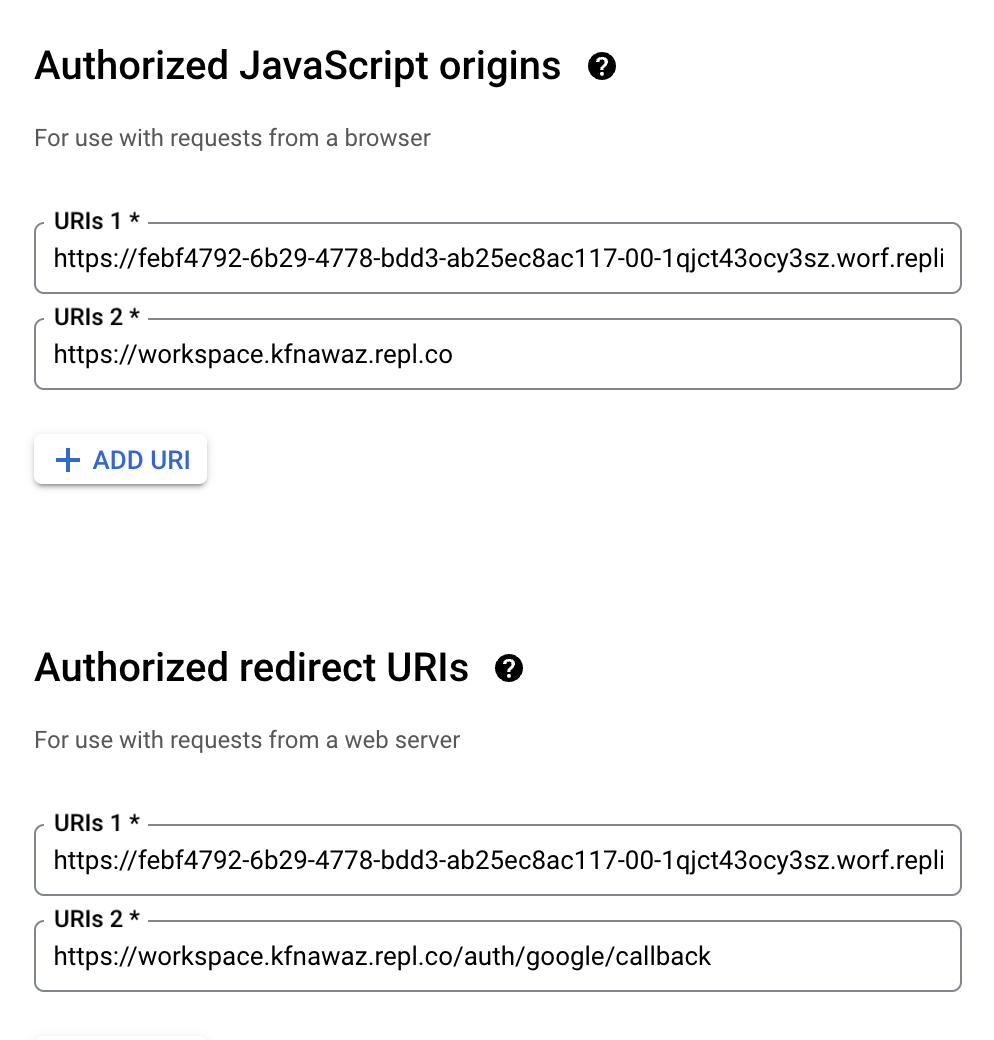 Authorized JavaScript origins
For use with requests from a browser
URIs 1 *
https://febf4792-6b29-4778-bdd3-ab25ec8ac117-00-1qjct43ocy3sz.worf.repli
URIs 2 *
https://workspace.kfnawaz.repl.co
+ ADD URI
Authorized redirect URIs
For use with requests from a web server
URIs 1 *
https://febf4792-6b29-4778-bdd3-ab25ec8ac117-00-1qjct43ocy3sz.worf.repli
URIs 2 *
https://workspace.kfnawaz.repl.co/auth/google/callback